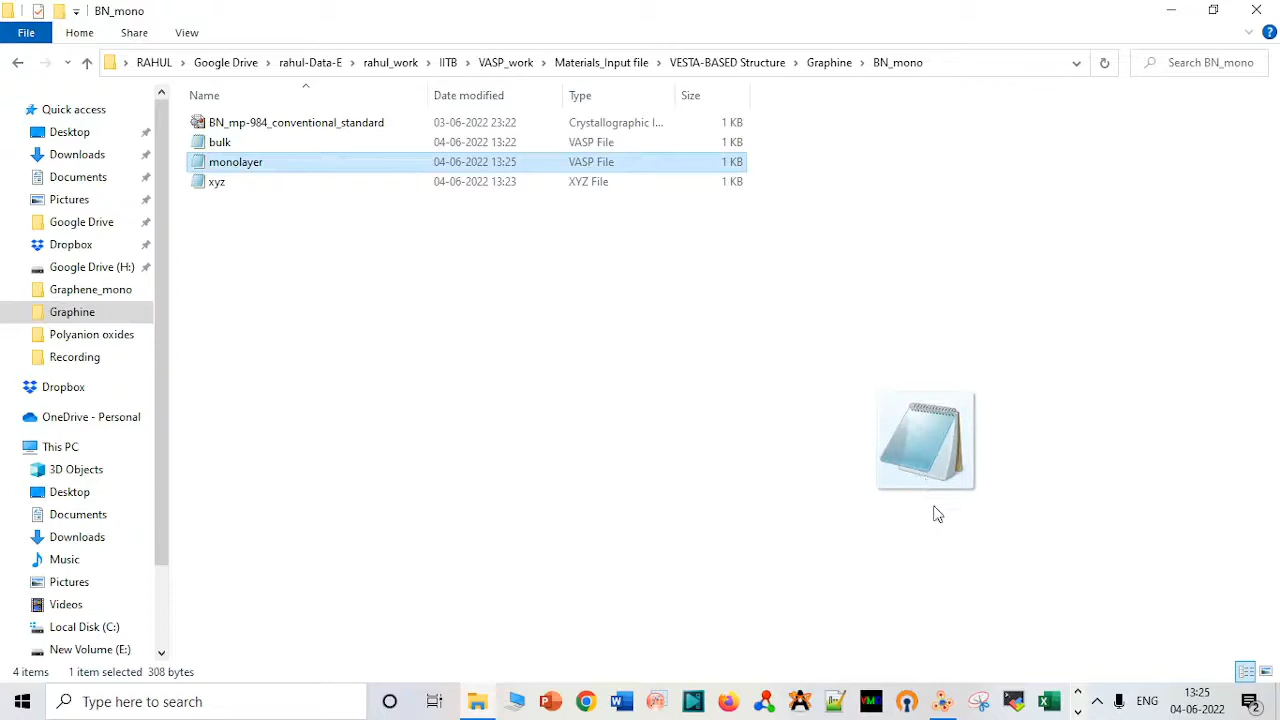 BN_mono
File Home Share View
RAHUL Google Drive rahul-Data-E rahul_work IITB VASP_work Materials_Input file VESTA-BASED Structure Graphine BN_mono Search BN_mono
Name Date modified Type Size
BN_mp-984_conventional_standard 03-06-2022 23:22 Crystallographic I... 1 KB
bulk 04-06-2022 13:22 VASP File 1 KB
monolayer 04-06-2022 13:25 VASP File 1 KB
xyz 04-06-2022 13:23 XYZ File 1 KB
Quick access
Desktop
Downloads
Documents
Pictures
Google Drive
Dropbox
Google Drive (H:)
Graphene_mono
Graphine
Polyanion oxides
Recording
Dropbox
OneDrive - Personal
This PC
3D Objects
Desktop
Documents
Downloads
Music
Pictures
Videos
Local Disk (C:)
New Volume (E:)
4 items 1 item selected 308 bytes
Type here to search
ENG
13:25
04-06-2022
2